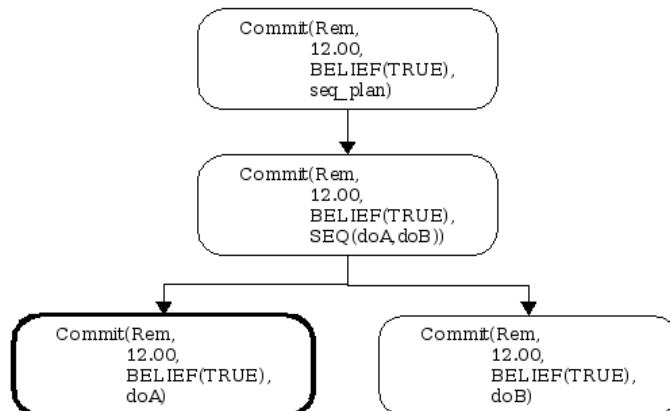 Commit(Rem,
12.00,
BELIEF(TRUE),
seq_plan)
Commit(Rem,
12.00,
BELIEF(TRUE),
SEQ(doA,doB))
Commit(Rem,
12.00,
BELIEF(TRUE),
doA)
Commit(Rem,
12.00,
BELIEF(TRUE),
doB)